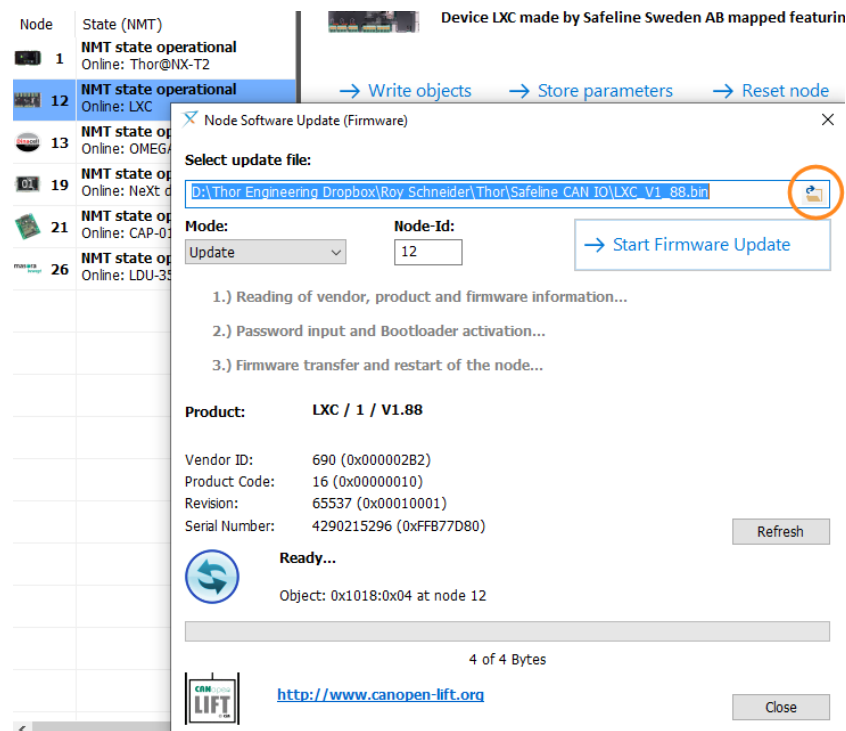 Node State (NMT)
Device LXC made by Safeline Sweden AB mapped featurin
1 NMT state operational
Online: Thor@NX-T2
12 NMT state operational
Online: LXC
→ Write objects → Store parameters → Reset node
13 NMT state op
Online: OMEGA
19 NMT state op
Online: NeXt d
21 NMT state op
Online: CAP-01
26 NMT state op
Online: LDU-35
Node Software Update (Firmware)
Select update file:
D:\Thor Engineering Dropbox\Roy Schneider\Thor\Safeline CAN IO\LXC_V1_88.bin
Mode: Node-Id:
Update 12 → Start Firmware Update
1.) Reading of vendor, product and firmware information...
2.) Password input and Bootloader activation...
3.) Firmware transfer and restart of the node...
Product: LXC / 1 / V1.88
Vendor ID: 690 (0x000002B2)
Product Code: 16 (0x00000010)
Revision: 65537 (0x00010001)
Serial Number: 4290215296 (0xFFB77D80)
Refresh
Ready...
Object: 0x1018:0x04 at node 12
4 of 4 Bytes
CANopen
LIFT
http://www.canopen-lift.org
Close